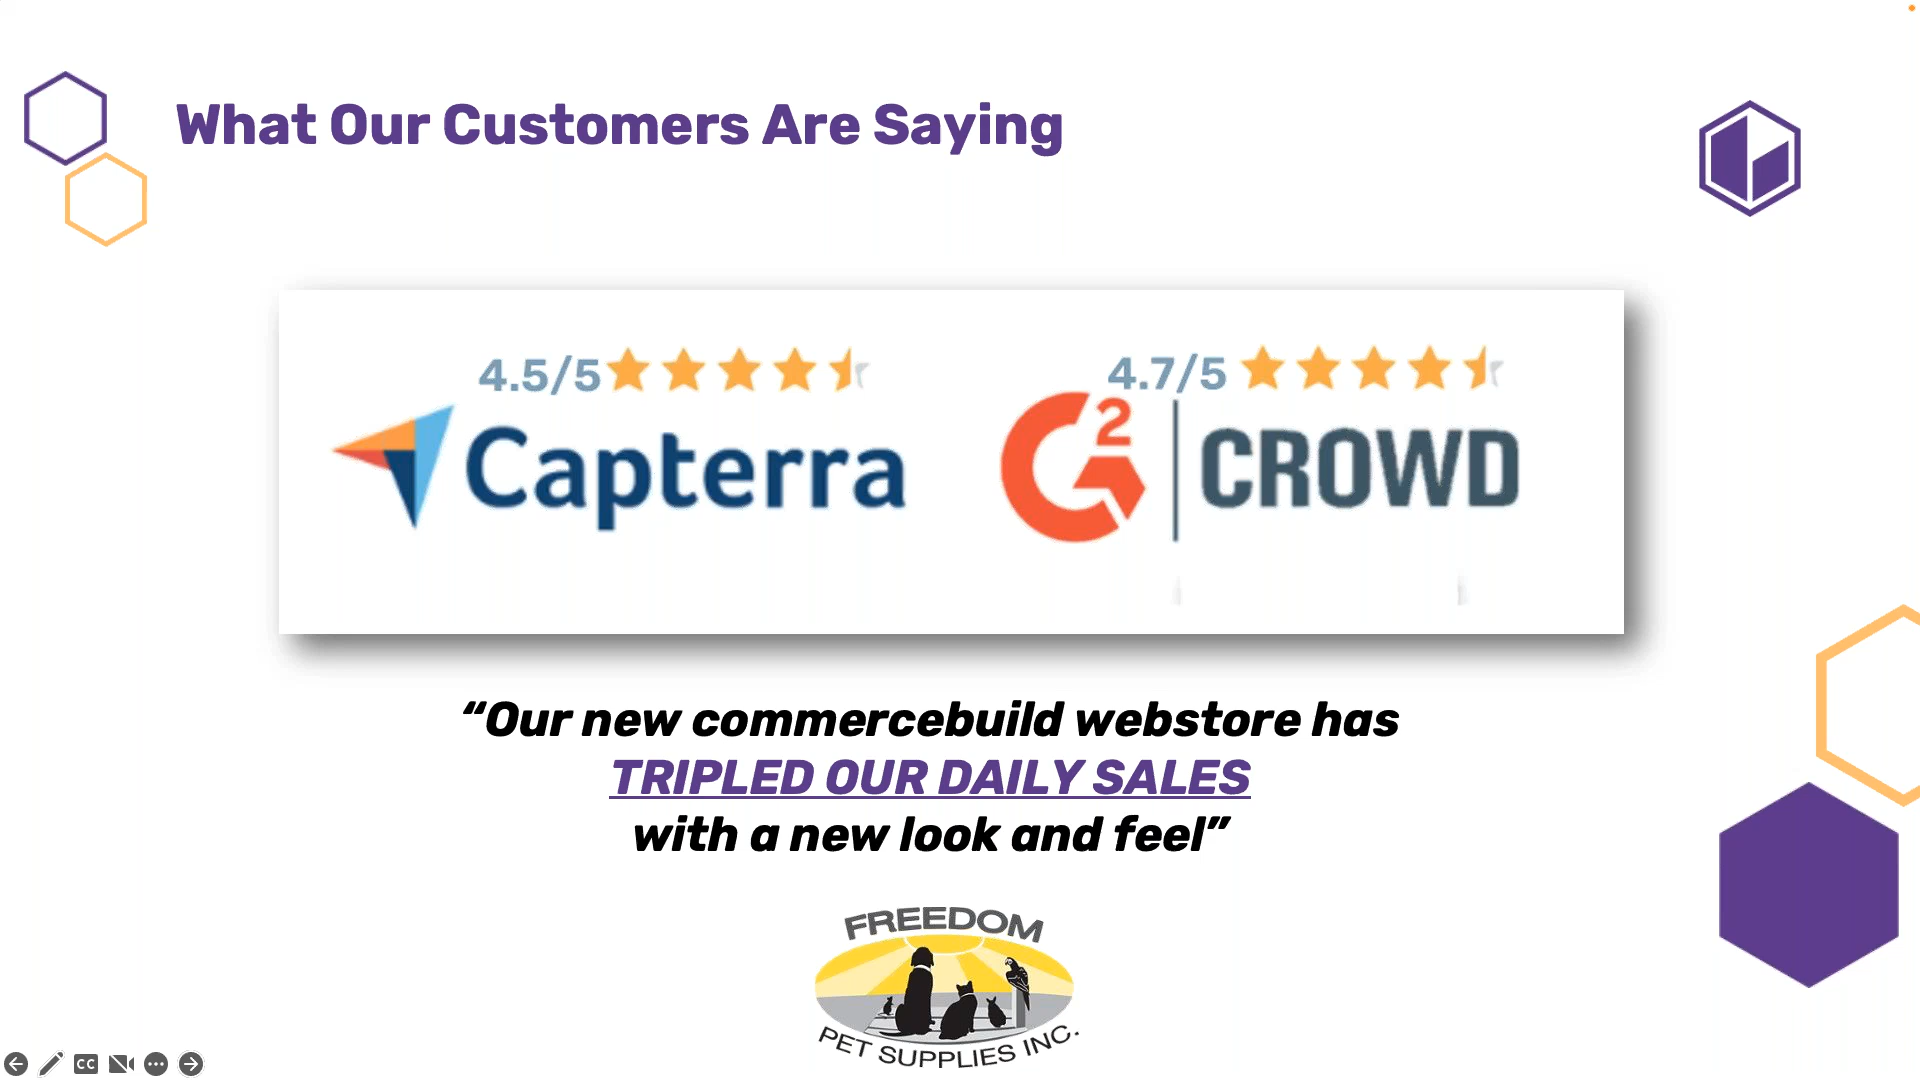 What Our Customers Are Saying
4.5/5
Capterra
4.7/5
G2 CROWD
“Our new commercebuild webstore has
TRIPLED OUR DAILY SALES
with a new look and feel”
FREEDOM
PET SUPPLIES INC.
CC